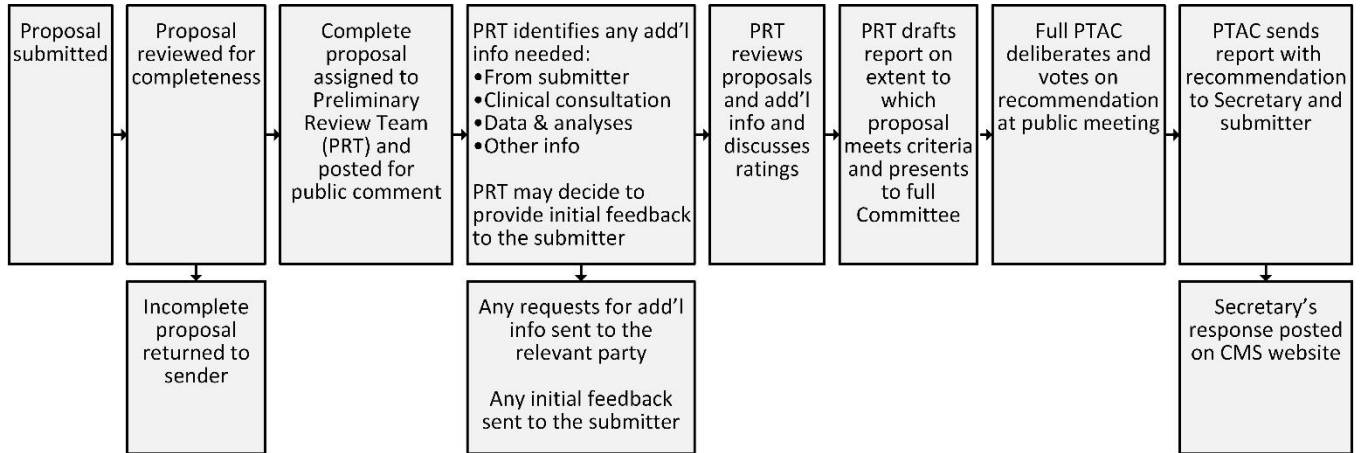 Proposal
submitted
Proposal
reviewed for
completeness
Complete
proposal
assigned to
Preliminary
Review Team
(PRT) and
posted for
public comment
PRT identifies any add'l
info needed:
•From submitter
•Clinical consultation
•Data & analyses
•Other info
PRT may decide to
provide initial feedback
to the submitter
PRT
reviews
proposals
and add'l
info and
discusses
ratings
PRT drafts
report on
extent to
which
proposal
meets criteria
and presents
to full
Committee
Full PTAC
deliberates and
votes on
recommendation
at public meeting
PTAC sends
report with
recommendation
to Secretary and
submitter
Incomplete
proposal
returned to
sender
Any requests for add'l
info sent to the
relevant party
Any initial feedback
sent to the submitter
Secretary's
response posted
on CMS website